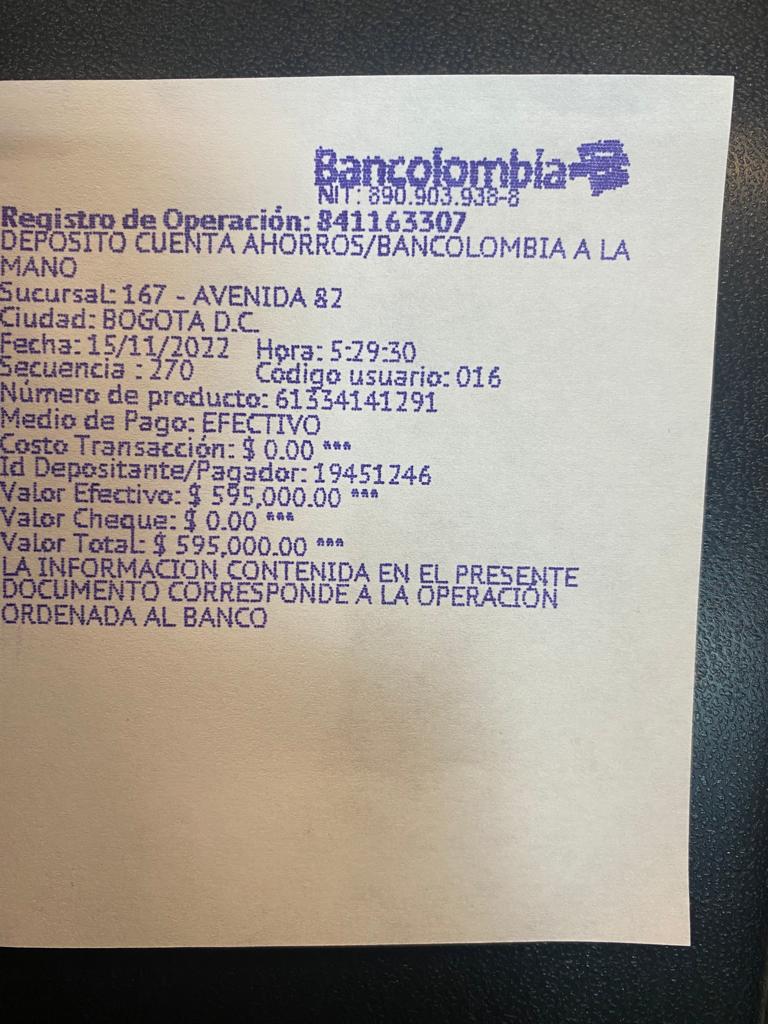 Bancolombia
NIT: 890.903.938-8
Registro de Operación: 841163307
DEPOSITO CUENTA AHORROS/BANCOLOMBIA A LA
MANO
Sucursal: 167 - AVENIDA 82
Ciudad: BOGOTA D.C.
Fecha: 15/11/2022 Hora: 5:29:30
Secuencia : 270 Código usuario: 016
Número de producto: 61334141291
Medio de Pago: EFECTIVO
Costo Transacción: $ 0.00 ***
Id Depositante/Pagador: 19451246
Valor Efectivo: $ 595,000.00 ***
Valor Cheque: $ 0.00 ***
Valor Total: $ 595,000.00 ***
LA INFORMACION CONTENIDA EN EL PRESENTE
DOCUMENTO CORRESPONDE A LA OPERACIÓN
ORDENADA AL BANCO